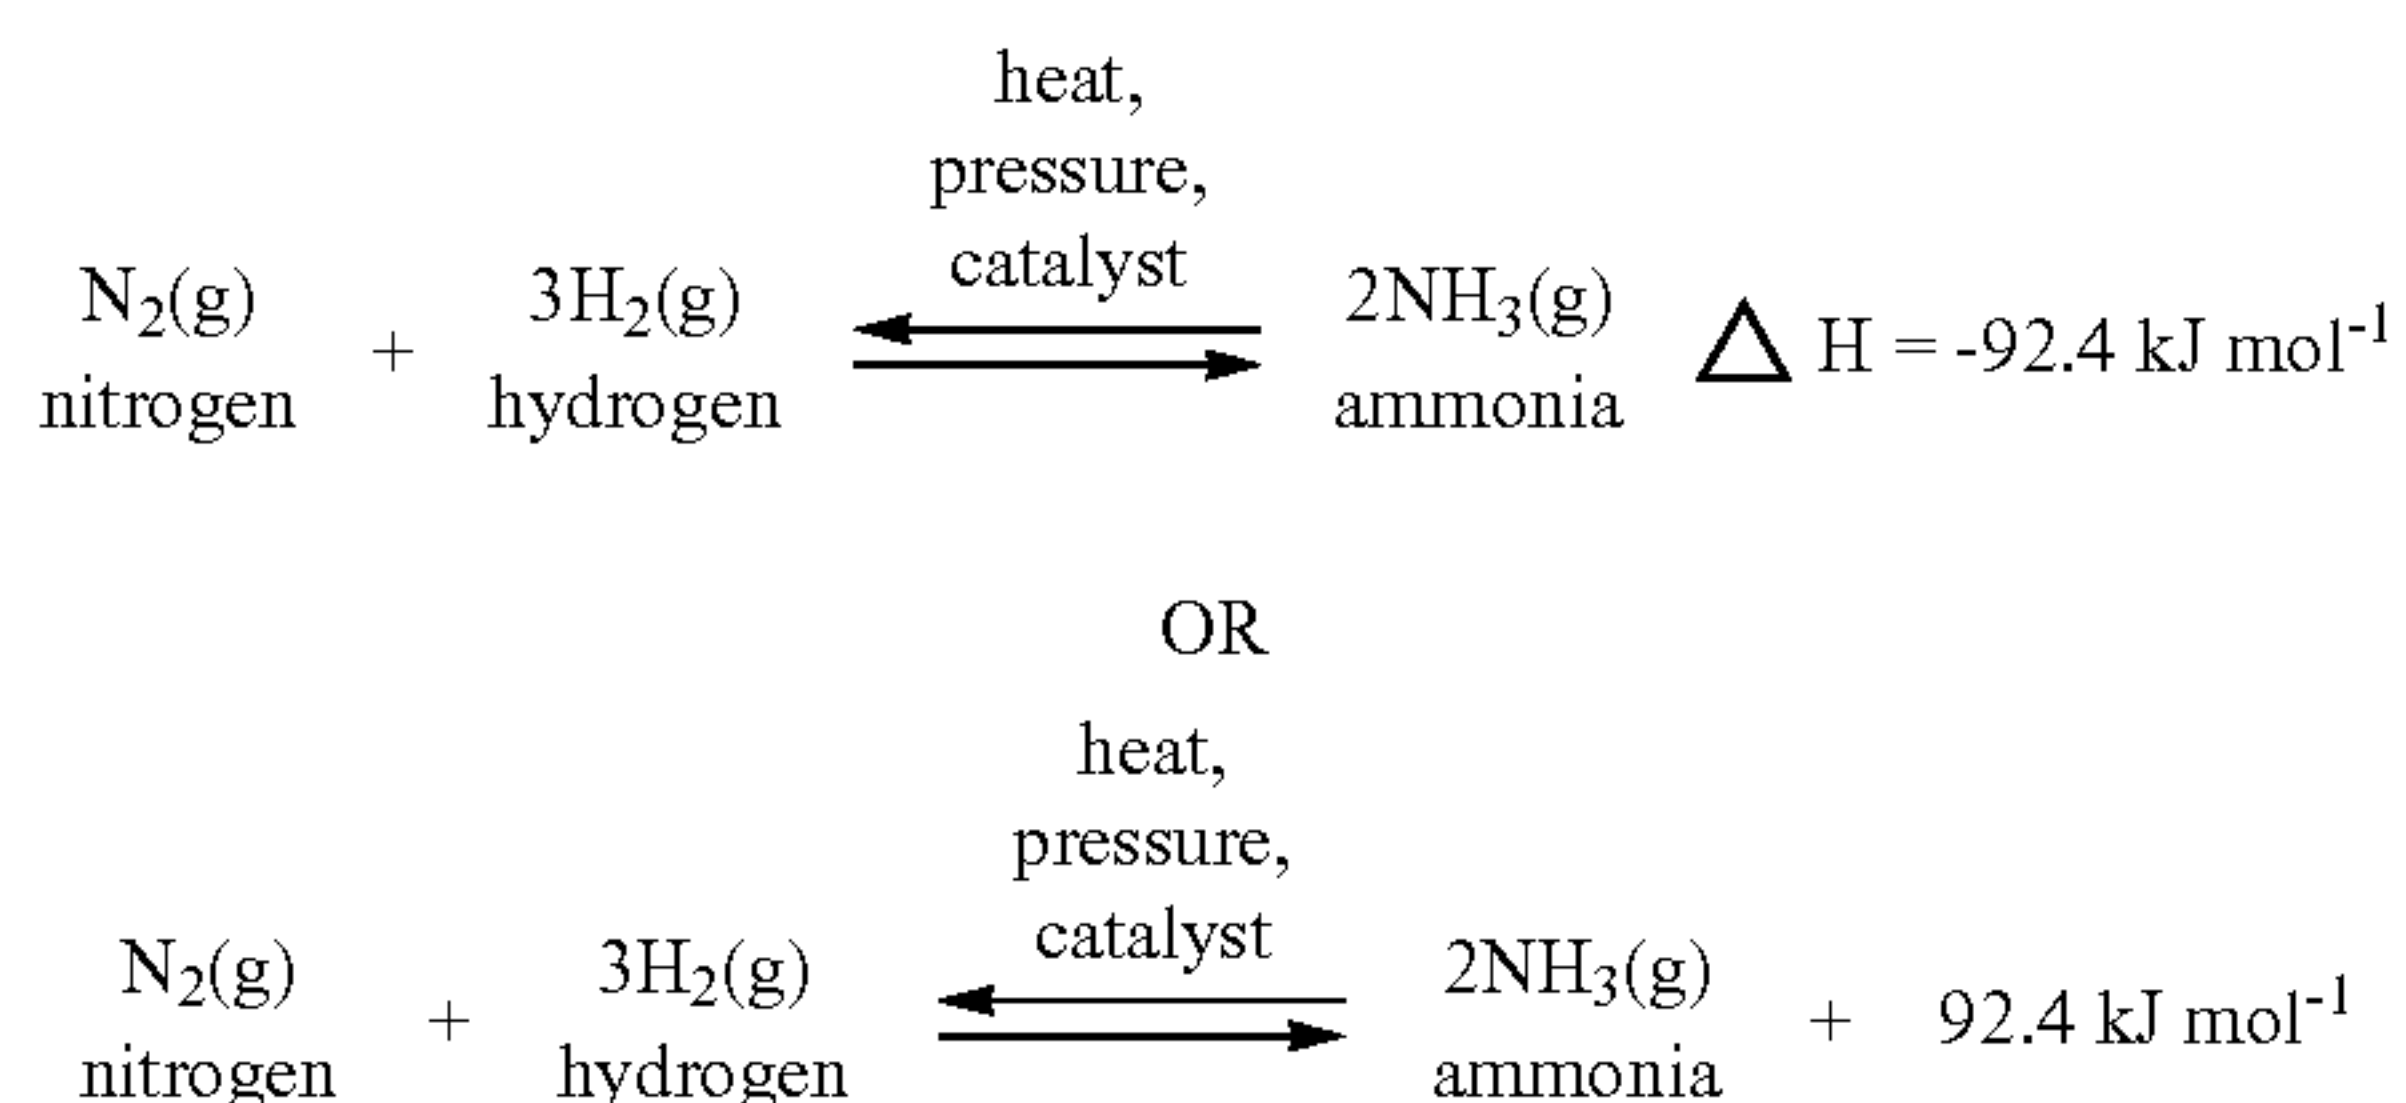 heat,
pressure,
catalyst
N₂(g) + 3H₂(g) ⇌ 2NH₃(g) △ H = -92.4 kJ mol⁻¹
nitrogen hydrogen ammonia
OR
heat,
pressure,
catalyst
N₂(g) + 3H₂(g) ⇌ 2NH₃(g) + 92.4 kJ mol⁻¹
nitrogen hydrogen ammonia